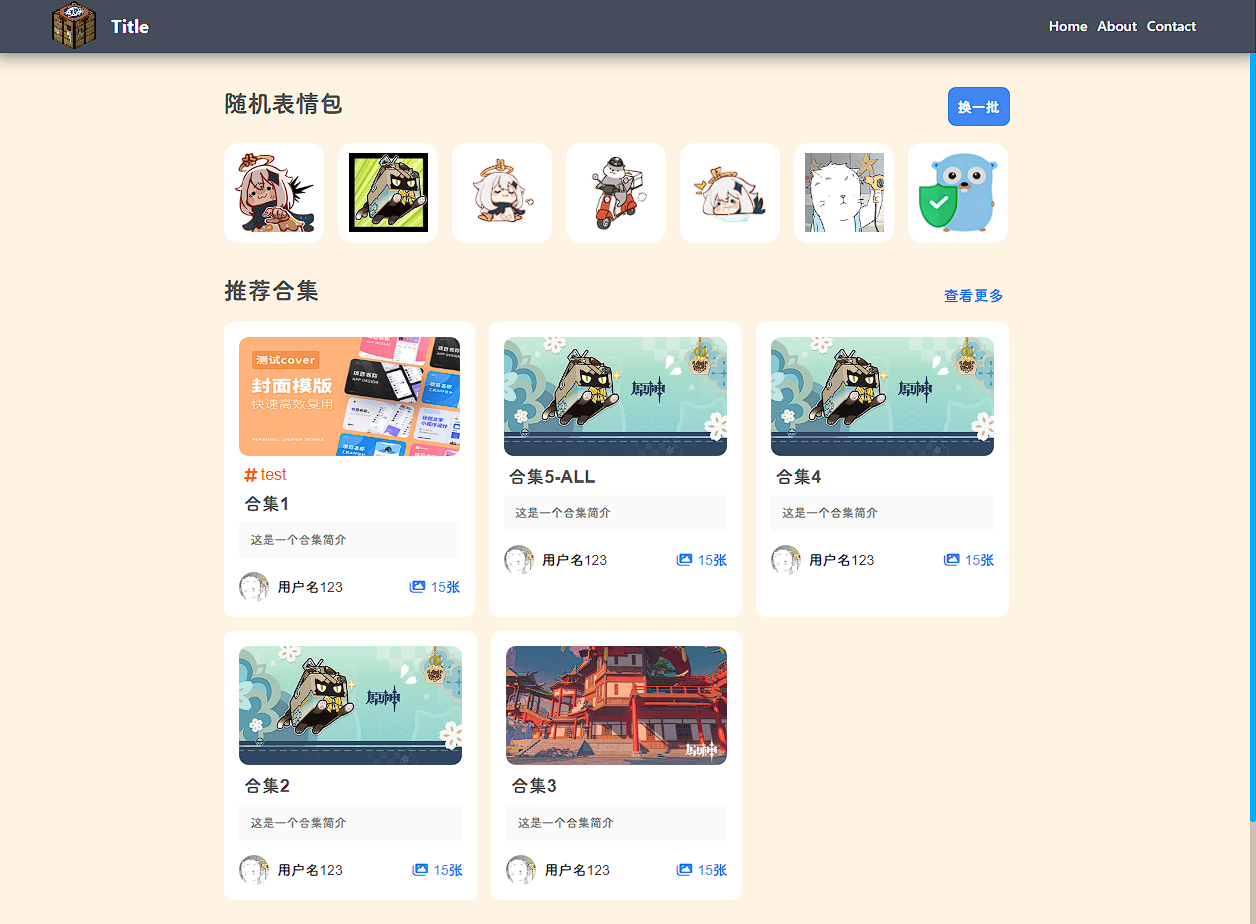 Title
Home About Contact
随机表情包
换一批
推荐合集
查看更多
测试cover
封面模版
快速高效复用
PERSONAL DESIGN WORKS
项目名称
APP DESIGN
原神
原神
#test
合集5-ALL
合集4
合集1
这是一个合集简介
这是一个合集简介
这是一个合集简介
用户名123
15张
用户名123
15张
用户名123
15张
原神
原神
合集2
合集3
这是一个合集简介
这是一个合集简介
用户名123
15张
用户名123
15张